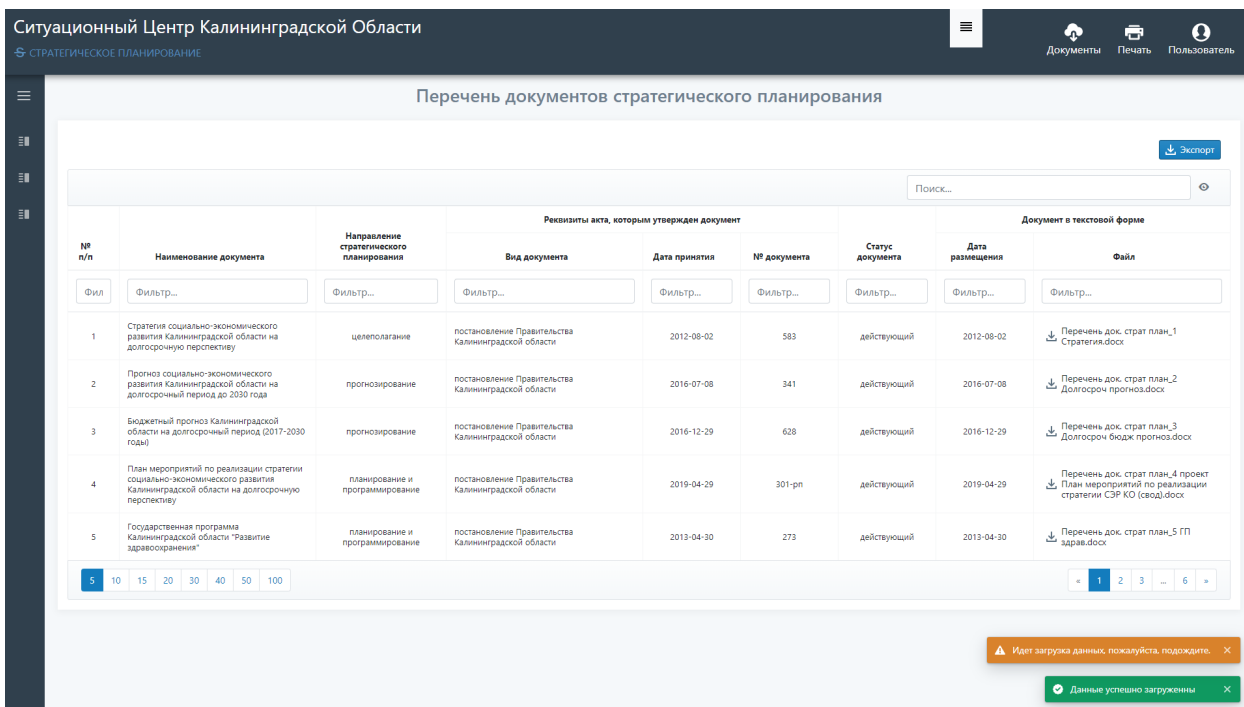 Ситуационный Центр Калининградской Области
СТРАТЕГИЧЕСКОЕ ПЛАНИРОВАНИЕ
Документы Печать Пользователь
Перечень документов стратегического планирования
Экспорт
Поиск...
Реквизиты акта, которым утвержден документ
Документ в текстовой форме
№
п/п
Наименование документа
Направление
стратегического
планирования
Вид документа
Дата принятия
№ документа
Статус
документа
Дата
размещения
Файл
Фил
Фильтр...
Фильтр...
Фильтр...
Фильтр...
Фильтр...
Фильтр...
Фильтр...
Фильтр...
1
Стратегия социально-экономического
развития Калининградской области на
долгосрочную перспективу
целеполагание
постановление Правительства
Калининградской области
2012-08-02
583
действующий
2012-08-02
Перечень док. страт план_1
Стратегия.docx
2
Прогноз социально-экономического
развития Калининградской области на
долгосрочный период до 2030 года
прогнозирование
постановление Правительства
Калининградской области
2016-07-08
341
действующий
2016-07-08
Перечень док. страт план_2
Долгосроч прогноз.docx
3
Бюджетный прогноз Калининградской
области на долгосрочный период (2017-2030
годы)
прогнозирование
постановление Правительства
Калининградской области
2016-12-29
628
действующий
2016-12-29
Перечень док. страт план_3
Долгосроч бюдж прогноз.docx
4
План мероприятий по реализации стратегии
социально-экономического развития
Калининградской области на долгосрочную
перспективу
планирование и
программирование
постановление Правительства
Калининградской области
2019-04-29
301-рп
действующий
2019-04-29
Перечень док. страт план_4 проект
План мероприятий по реализации
стратегии СЭР КО (свод).docx
5
Государственная программа
Калининградской области "Развитие
здравоохранения"
планирование и
программирование
постановление Правительства
Калининградской области
2013-04-30
273
действующий
2013-04-30
Перечень док. страт план_5 ГП
здрав.docx
5 10 15 20 30 40 50 100
« 1 2 3 ... 6 »
Идет загрузка данных, пожалуйста, подождите. ×
Данные успешно загруженны ×